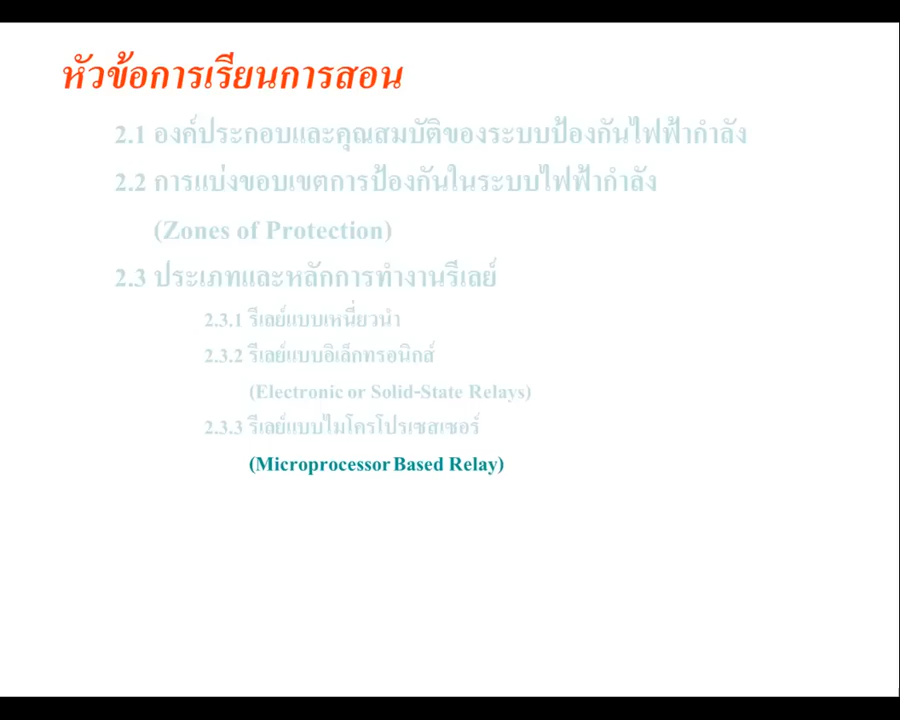 หัวข้อการเรียนการสอน
2.1 องค์ประกอบและคุณสมบัติของระบบป้องกันไฟฟ้ากำลัง
2.2 การแบ่งขอบเขตการป้องกันในระบบไฟฟ้ากำลัง
(Zones of Protection)
2.3 ประเภทและหลักการทำงานรีเลย์
2.3.1 รีเลย์แบบเหนี่ยวนำ
2.3.2 รีเลย์แบบอิเล็กทรอนิกส์
(Electronic or Solid-State Relays)
2.3.3 รีเลย์แบบไมโครโปรเซสเซอร์
(Microprocessor Based Relay)